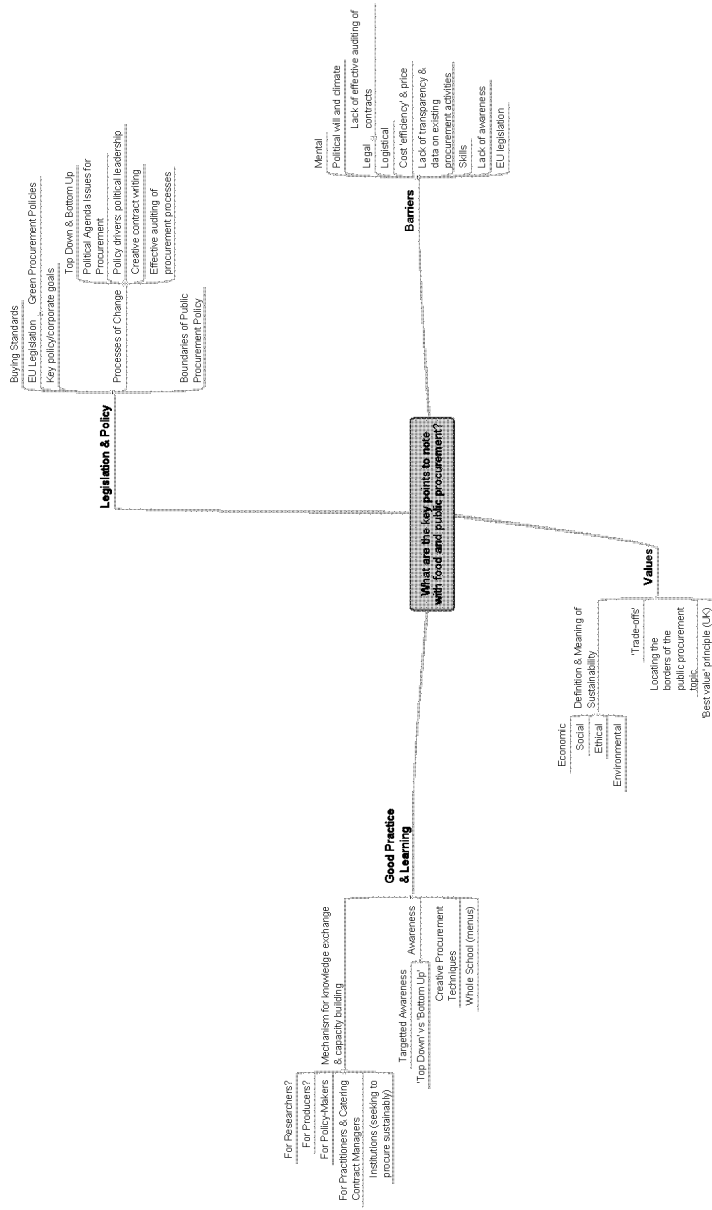 What are the key points to note
with food and public procurement?
Legislation & Policy
Buying Standards
EU Legislation
Green Procurement Policies
Key policy/corporate goals
Processes of Change
Top Down & Bottom Up
Political Agenda Issues for
Procurement
Policy drivers: political leadership
Creative contract writing
Effective auditing of
procurement processes
Boundaries of Public
Procurement Policy
Barriers
Mental
Political will and climate
Legal
Lack of effective auditing of
contracts
Logistical
Cost 'efficiency' & price
Lack of transparency &
data on existing
procurement activities
Skills
Lack of awareness
EU legislation
Good Practice
& Learning
Mechanism for knowledge exchange
& capacity building
For Researchers?
For Producers?
For Policy-Makers
For Practitioners & Catering
Contract Managers
Institutions (seeking to
procure sustainably)
Awareness
Targetted Awareness
'Top Down' vs 'Bottom Up'
Creative Procurement
Techniques
Whole School (menus)
Values
Definition & Meaning of
Sustainability
Economic
Social
Ethical
Environmental
'Trade-offs'
Locating the
borders of the
public procurement
topic
'Best value' principle (UK)